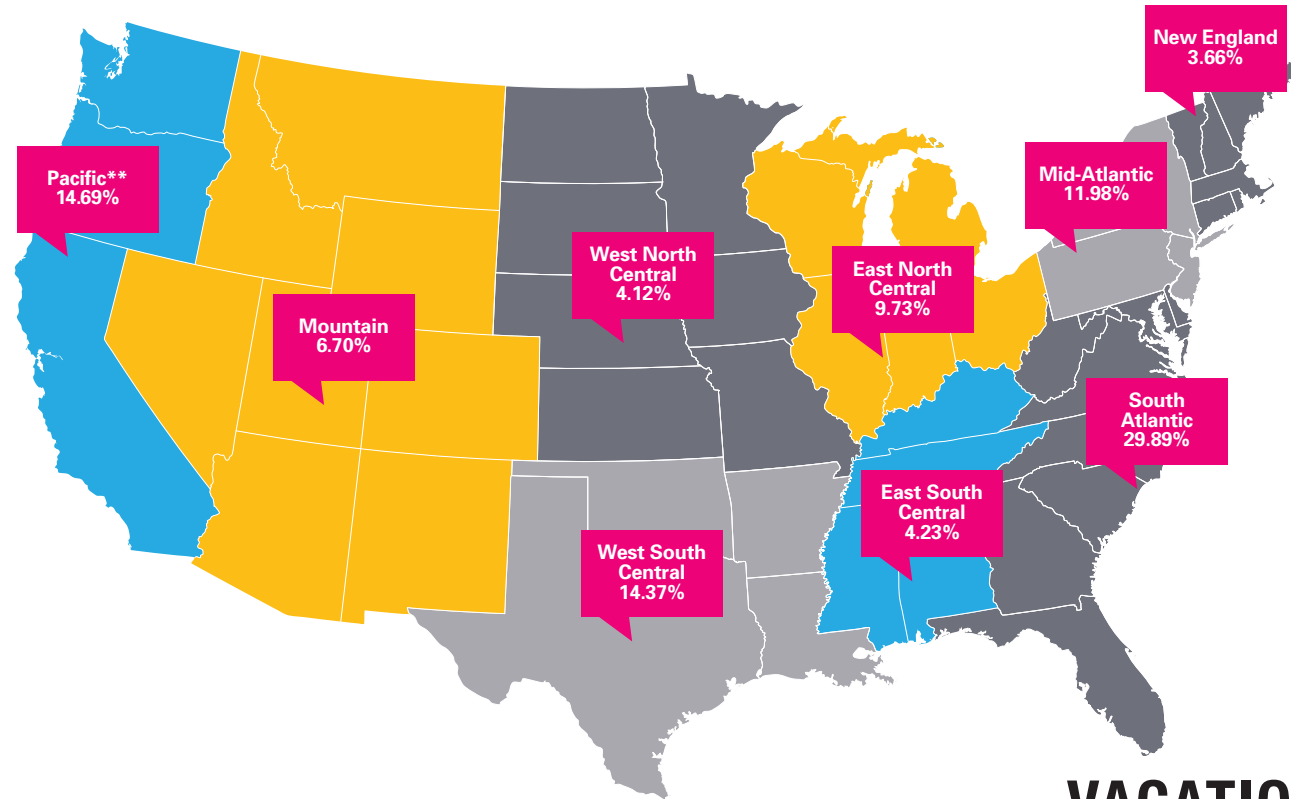 New England
3.66%
Pacific**
14.69%
Mid-Atlantic
11.98%
West North
Central
4.12%
East North
Central
9.73%
Mountain
6.70%
South
Atlantic
29.89%
East South
Central
4.23%
West South
Central
14.37%